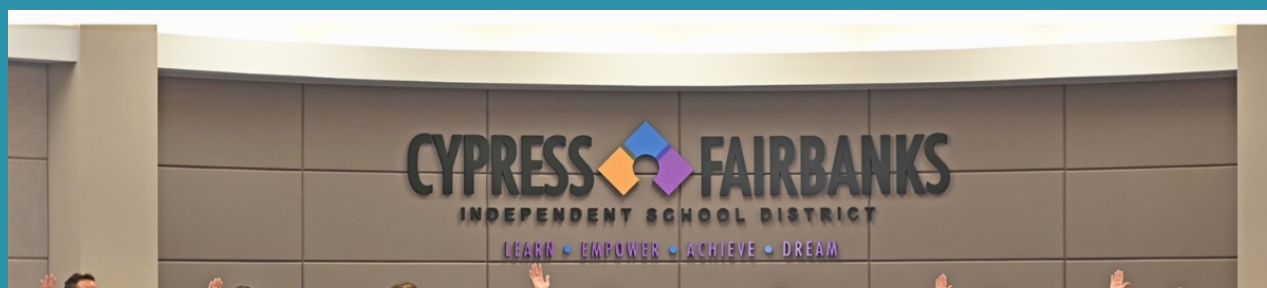 CYPRESS FAIRBANKS
INDEPENDENT SCHOOL DISTRICT
LEARN • EMPOWER • ACHIEVE • DREAM